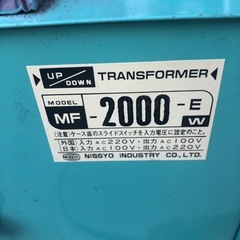 UP/DOWN TRANSFORMER
MODEL MF-2000-E W
(注意)ケース底のスライドスイッチを入力電圧に設定のこと。
(外国)入力AC220V・出力AC100V
(日本)入力AC100V・出力AC220V
NISSYO NISSYO INDUSTRY CO.,LTD.